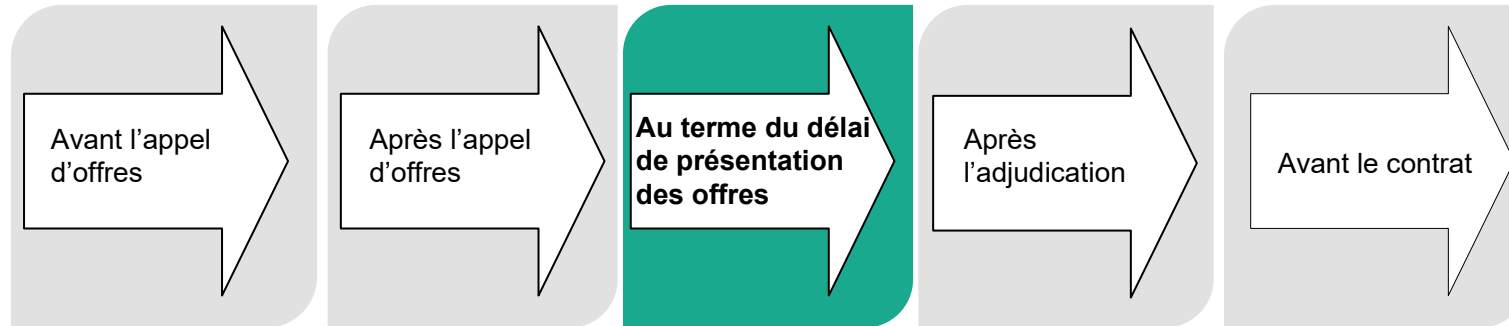 Avant l’appel
d’offres
Après l’appel
d’offres
Au terme du délai
de présentation
des offres
Après
l’adjudication
Avant le contrat